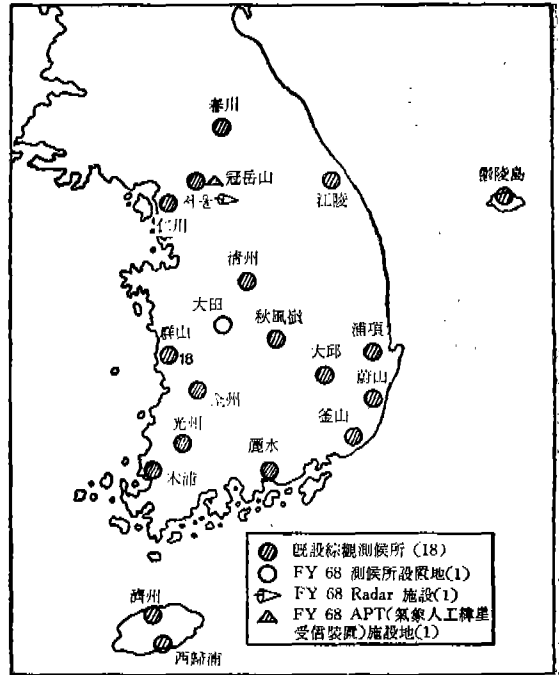 春川
冠岳山
서울
仁川
江陵
鬱陵島
淸州
大田
秋風嶺
群山
18
浦項
大邱
蔚山
全州
釜山
光州
麗水
木浦
濟州
西歸浦
旣設綜觀測候所 (18)
FY 68 測候所設置地(1)
FY 68 Radar 施設(1)
FY 68 APT(氣象人工衛星
受信裝置)施設地(1)